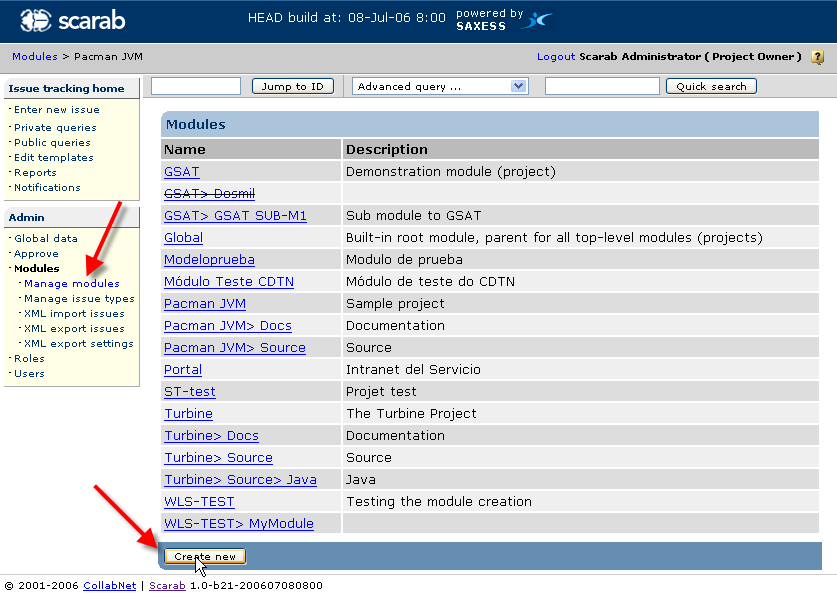 scarab HEAD build at: 08-Jul-06 8:00 powered by SAXESS
Modules > Pacman JVM Logout Scarab Administrator ( Project Owner ) ?
Issue tracking home
Jump to ID Advanced query ... Quick search
Enter new issue
Private queries
Public queries
Edit templates
Reports
Notifications
Admin
Global data
Approve
Modules
Manage modules
Manage issue types
XML import issues
XML export issues
XML export settings
Roles
Users
Modules
Name Description
GSAT Demonstration module (project)
GSAT> Dosmil
GSAT> GSAT SUB-M1 Sub module to GSAT
Global Built-in root module, parent for all top-level modules (projects)
Modeloprueba Modulo de prueba
Módulo Teste CDTN Módulo de teste do CDTN
Pacman JVM Sample project
Pacman JVM> Docs Documentation
Pacman JVM> Source Source
Portal Intranet del Servicio
ST-test Projet test
Turbine The Turbine Project
Turbine> Docs Documentation
Turbine> Source Source
Turbine> Source> Java Java
WLS-TEST Testing the module creation
WLS-TEST> MyModule
Create new
© 2001-2006 CollabNet | Scarab 1.0-b21-200607080800